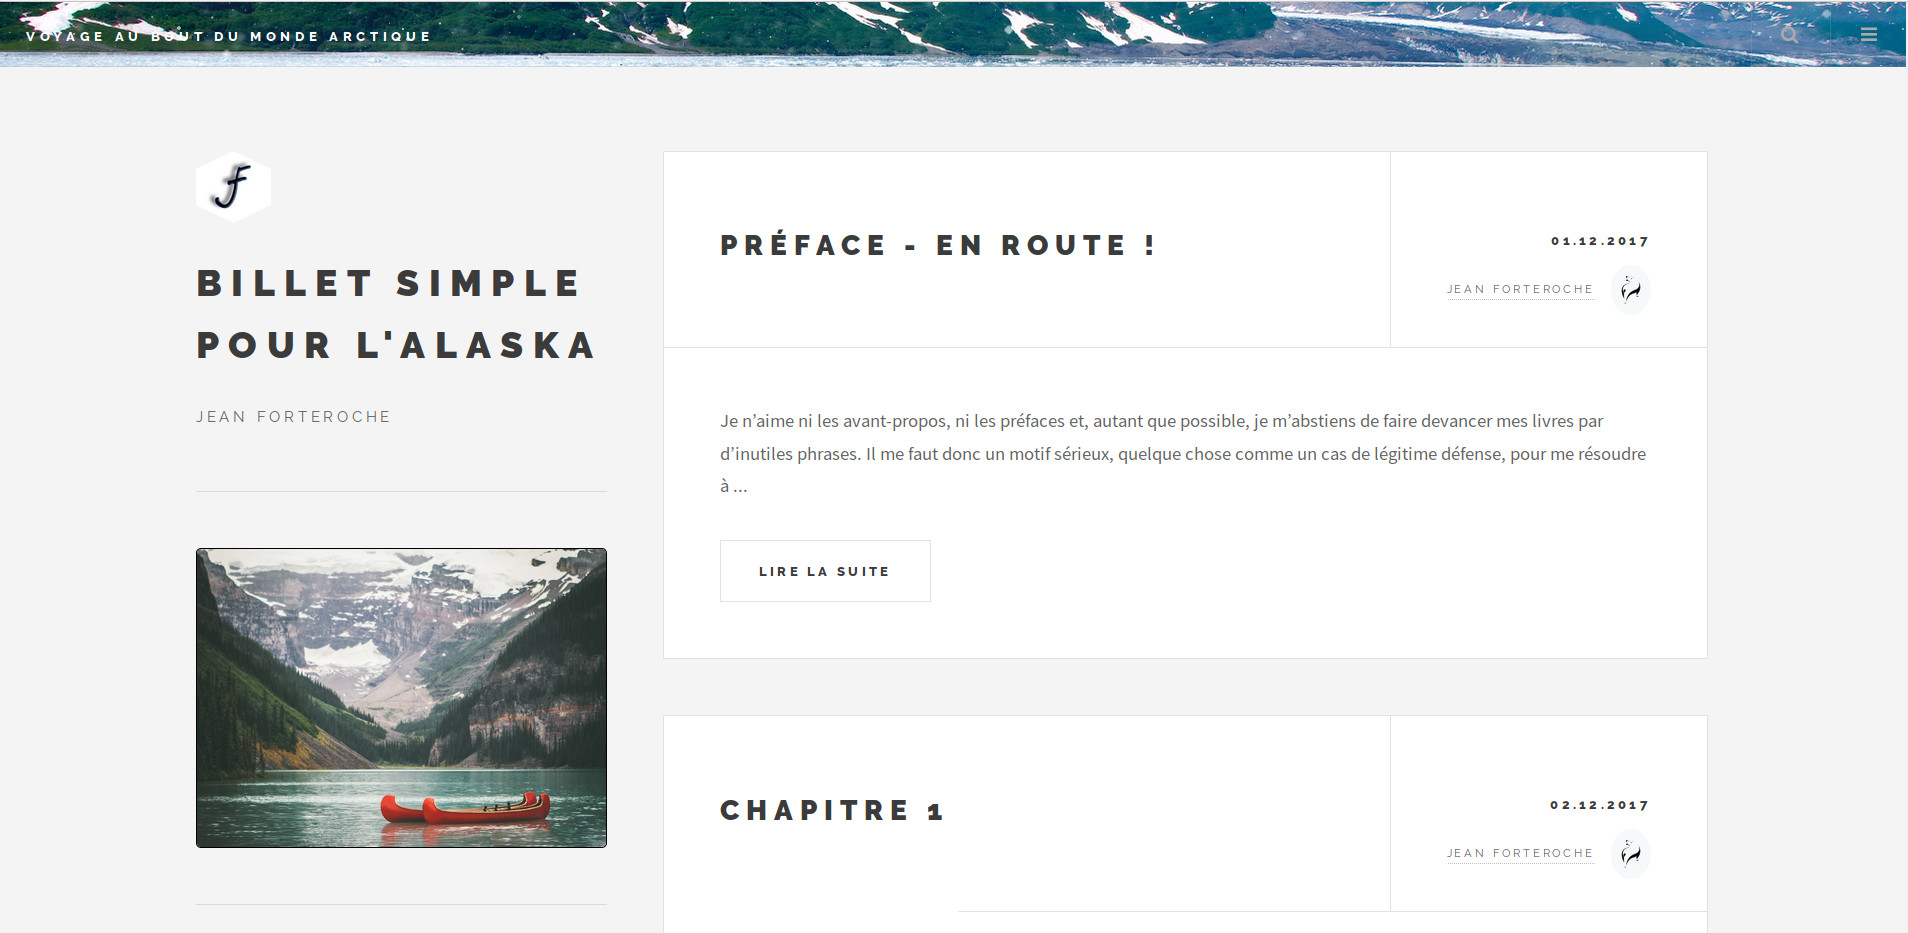 VOYAGE AU BOUT DU MONDE ARCTIQUE
BILLET SIMPLE
POUR L'ALASKA
JEAN FORTEROCHE
PRÉFACE - EN ROUTE !
01.12.2017
JEAN FORTEROCHE
Je n’aime ni les avant-propos, ni les préfaces et, autant que possible, je m’abstiens de faire devancer mes livres par
d’inutiles phrases. Il me faut donc un motif sérieux, quelque chose comme un cas de légitime défense, pour me résoudre
à ...
LIRE LA SUITE
CHAPITRE 1
02.12.2017
JEAN FORTEROCHE